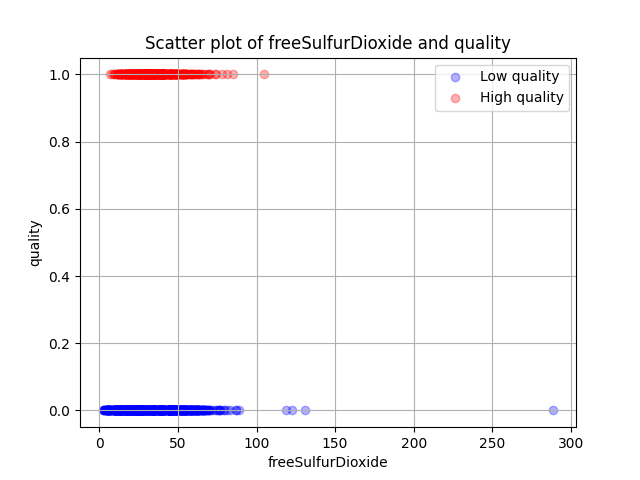 Scatter plot of freeSulfurDioxide and quality
Low quality
High quality
1.0
0.8
0.6
0.4
0.2
0.0
quality
0 50 100 150 200 250 300
freeSulfurDioxide